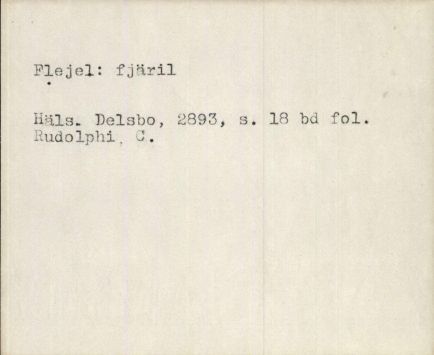 Flejel: fjäril
Häls. Delsbo, 2893, s. 18 bd fol.
Rudolphi, C.